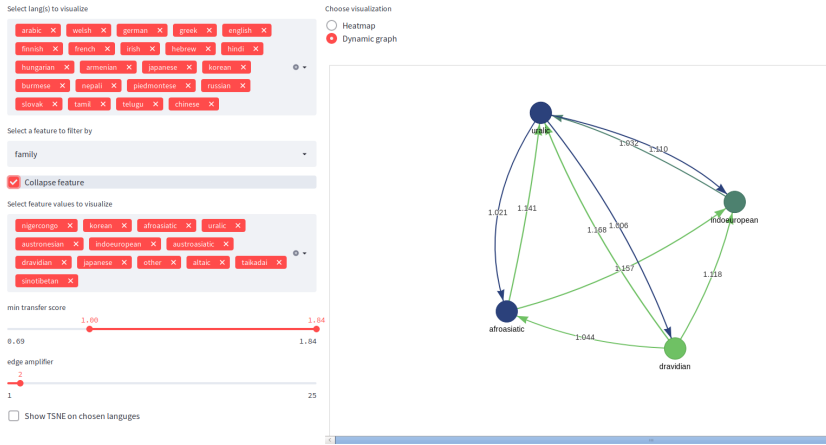 Select lang(s) to visualize
arabic × welsh × german × greek × english ×
finnish × french × irish × hebrew × hindi ×
hungarian × armenian × japanese × korean ×
burmese × nepali × piedmontese × russian ×
slovak × tamil × telugu × chinese ×
Select a feature to filter by
family
Collapse feature
Select feature values to visualize
nigercongo × korean × afroasiatic × uralic ×
austronesian × indoeuropean × austroasiatic ×
dravidian × japanese × other × altaic × taikadai ×
sinotibetan ×
min transfer score
1.00 1.84
0.69 1.84
edge amplifier
2
1 25
Show TSNE on chosen languges
Choose visualization
Heatmap
Dynamic graph
uralic
1.032
1.110
1.021
1.141
indoeuropean
1.168
1.006
1.157
1.118
afroasiatic
1.044
dravidian